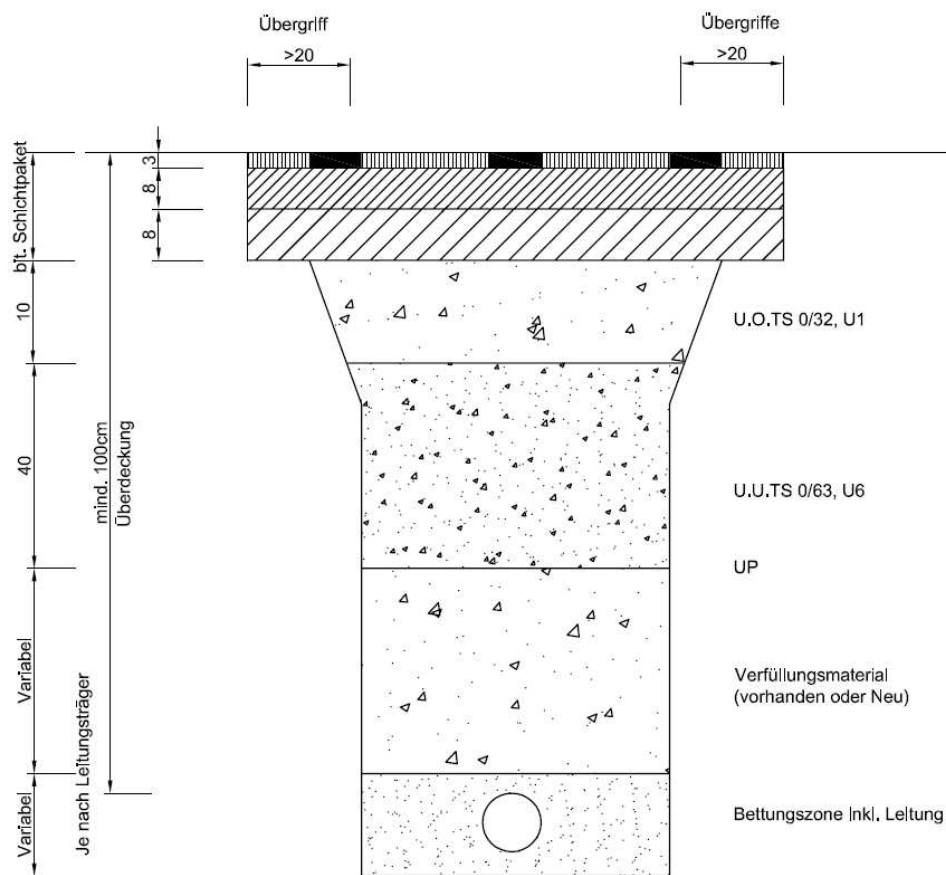 Übergriff
Übergriffe
>20
>20
bit. Schichtpaket
3
8
8
10
40
mind. 100cm
Überdeckung
Variabel
Variabel
Je nach Leitungsträger
U.O.TS 0/32, U1
U.U.TS 0/63, U6
UP
Verfüllungsmaterial
(vorhanden oder Neu)
Bettungszone inkl. Leitung